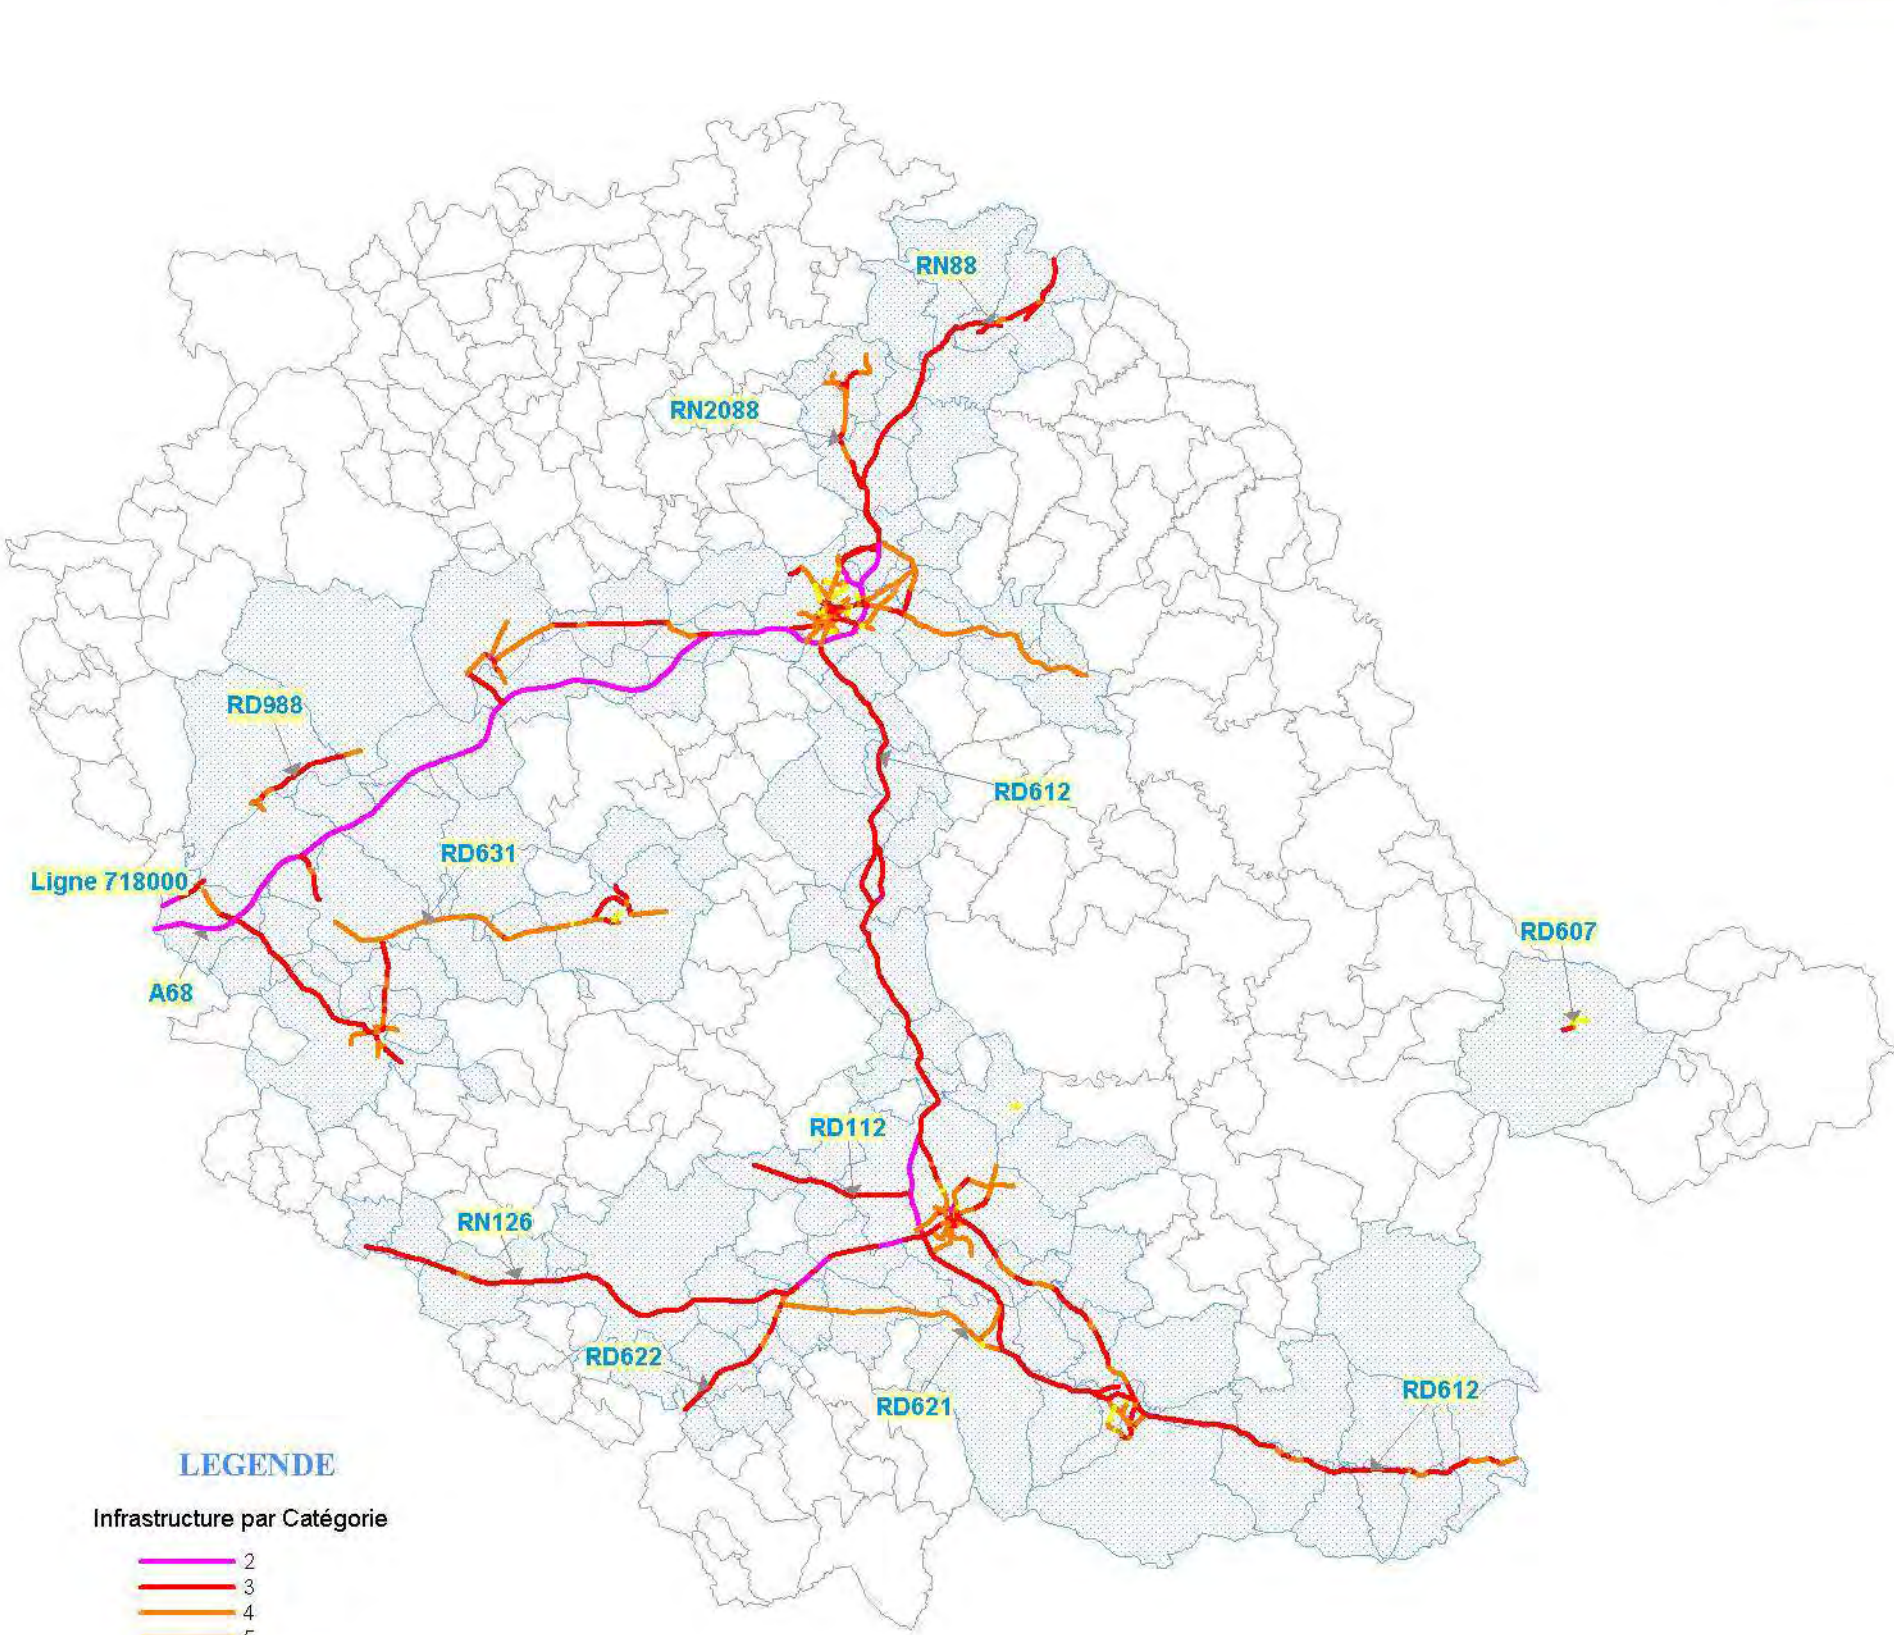 RN88
RN2088
RD988
RD612
RD631
Ligne 718000
RD607
A68
RD112
RN126
RD622
RD621
RD612
LEGENDE
Infrastructure par Catégorie
2
3
4